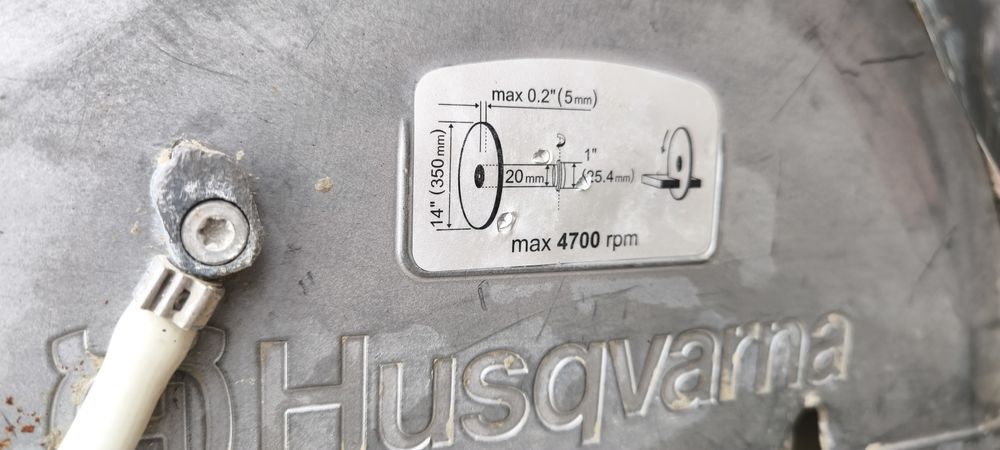 max 0.2"(5mm)
14" (350 mm)
1"
20mm
(25.4mm)
max 4700 rpm
Husqvarna